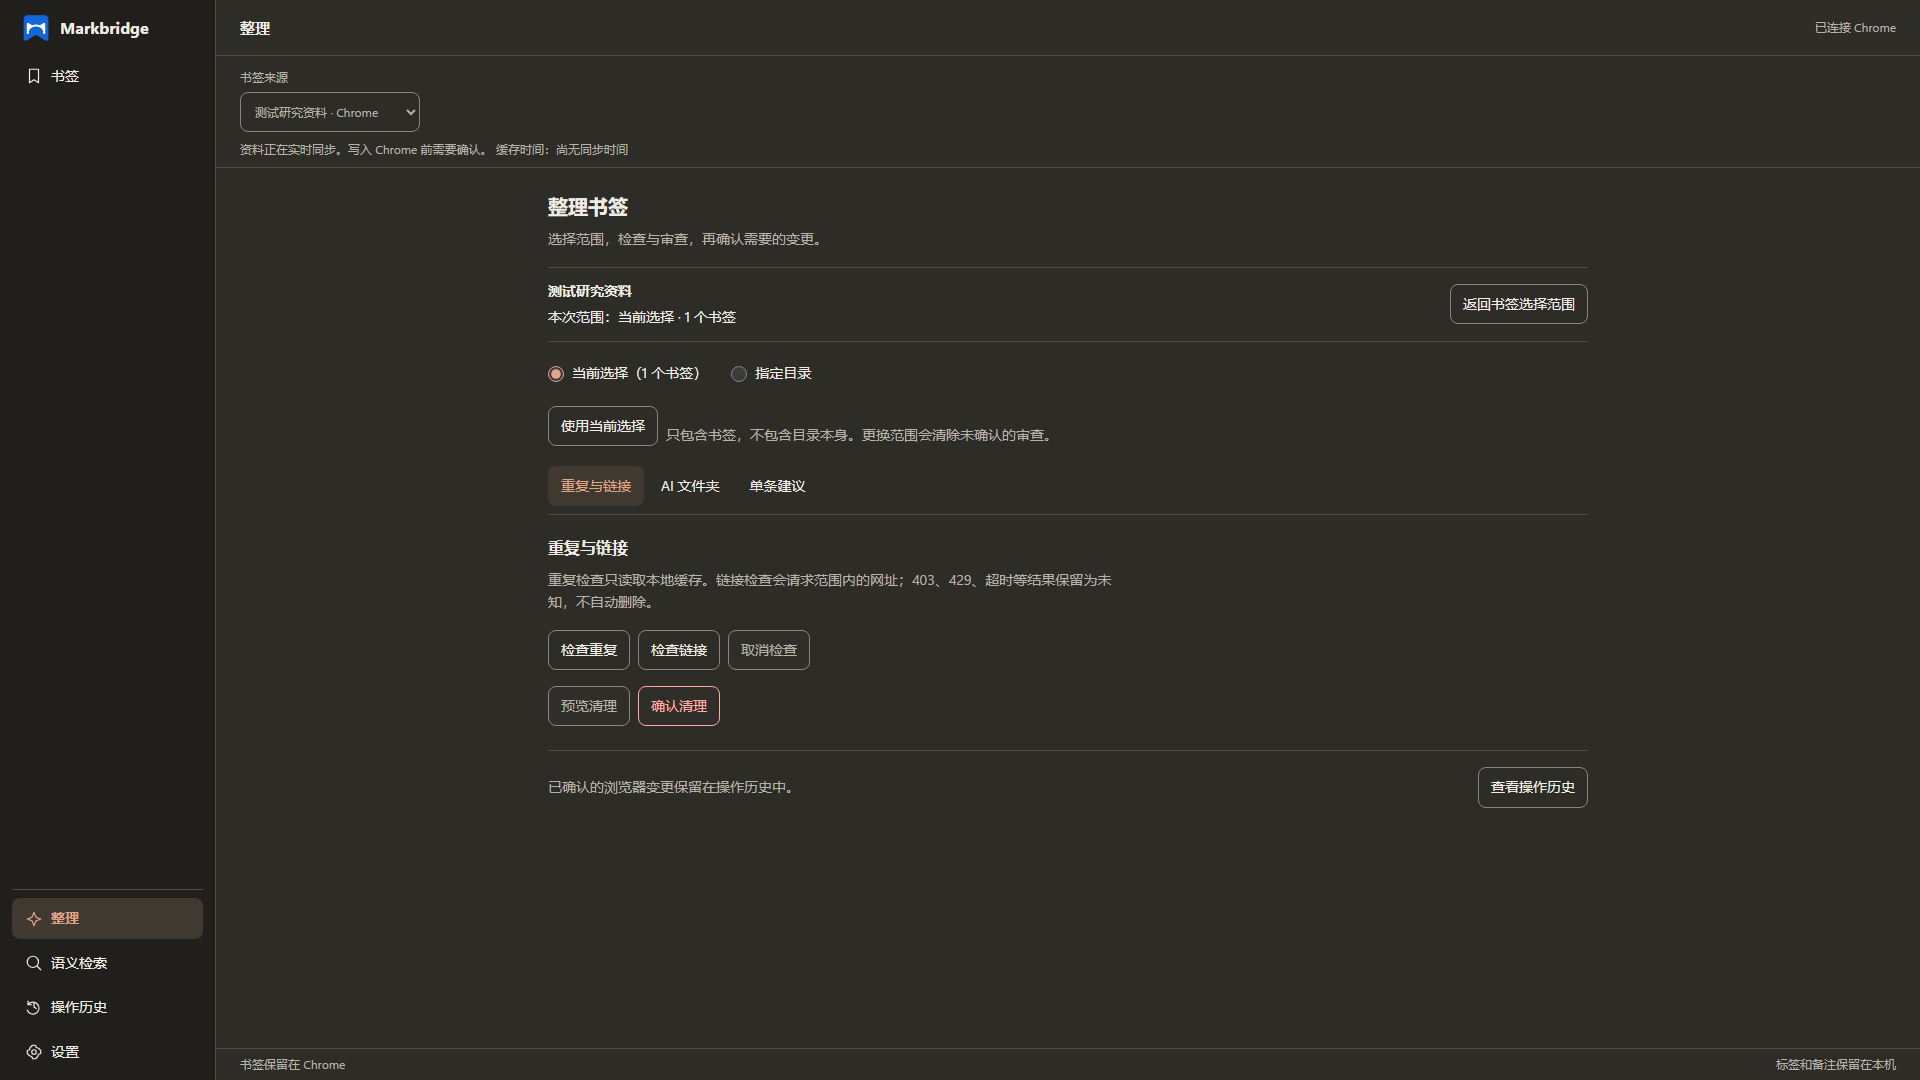 Markbridge
书签
整理
语义检索
操作历史
设置
整理
已连接 Chrome
书签来源
测试研究资料 · Chrome
资料正在实时同步。写入 Chrome 前需要确认。 缓存时间：尚无同步时间
整理书签
选择范围，检查与审查，再确认需要的变更。
测试研究资料
本次范围：当前选择 · 1 个书签
返回书签选择范围
当前选择（1 个书签）
指定目录
使用当前选择
只包含书签，不包含目录本身。更换范围会清除未确认的审查。
重复与链接
AI 文件夹
单条建议
重复与链接
重复检查只读取本地缓存。链接检查会请求范围内的网址；403、429、超时等结果保留为未
知，不自动删除。
检查重复
检查链接
取消检查
预览清理
确认清理
已确认的浏览器变更保留在操作历史中。
查看操作历史
书签保留在 Chrome
标签和备注保留在本机